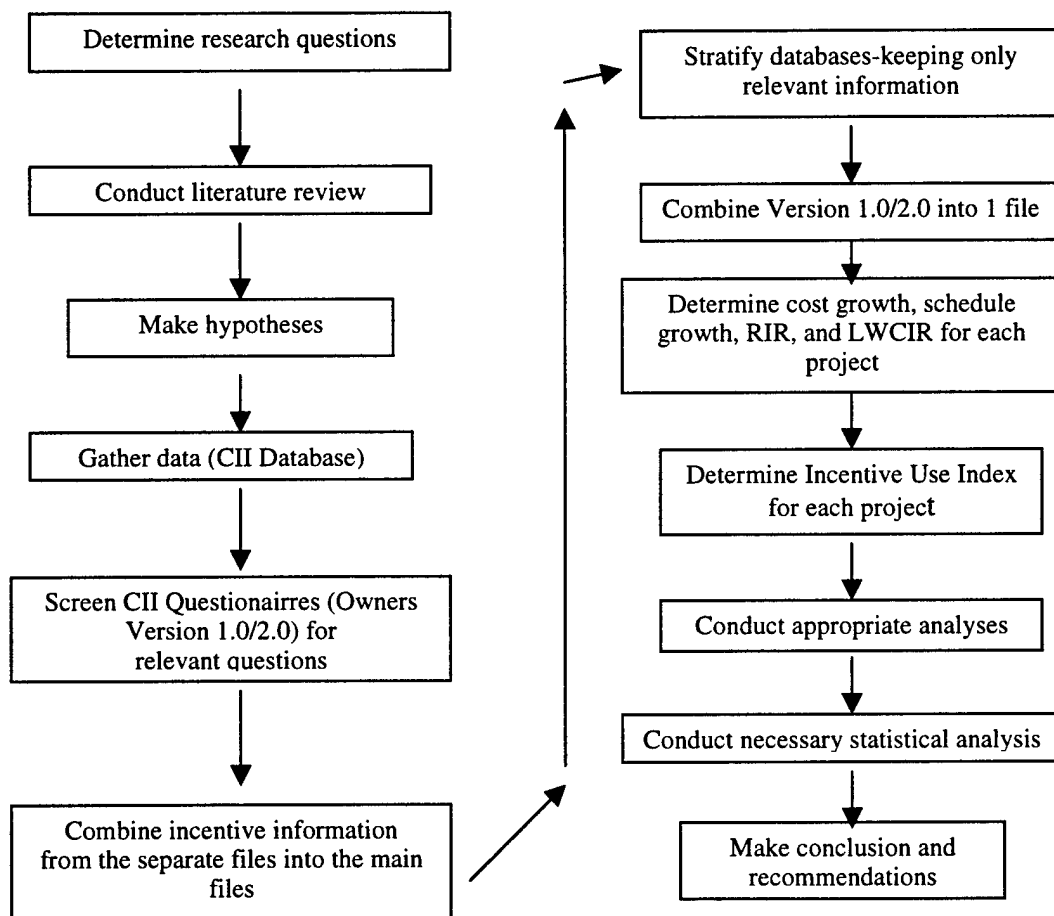 Determine research questions
Conduct literature review
Make hypotheses
Gather data (CII Database)
Screen CII Questionairres (Owners
Version 1.0/2.0) for
relevant questions
Combine incentive information
from the separate files into the main
files
Stratify databases-keeping only
relevant information
Combine Version 1.0/2.0 into 1 file
Determine cost growth, schedule
growth, RIR, and LWCIR for each
project
Determine Incentive Use Index
for each project
Conduct appropriate analyses
Conduct necessary statistical analysis
Make conclusion and
recommendations